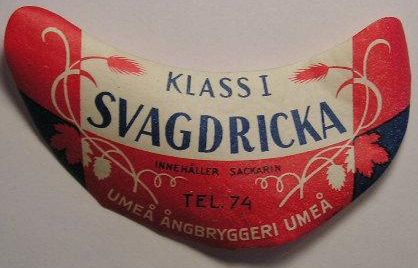 KLASS I
SVAGDRICKA
INNEHÅLLER SACKARIN
TEL. 74
UMEÅ ÅNGBRYGGERI UMEÅ